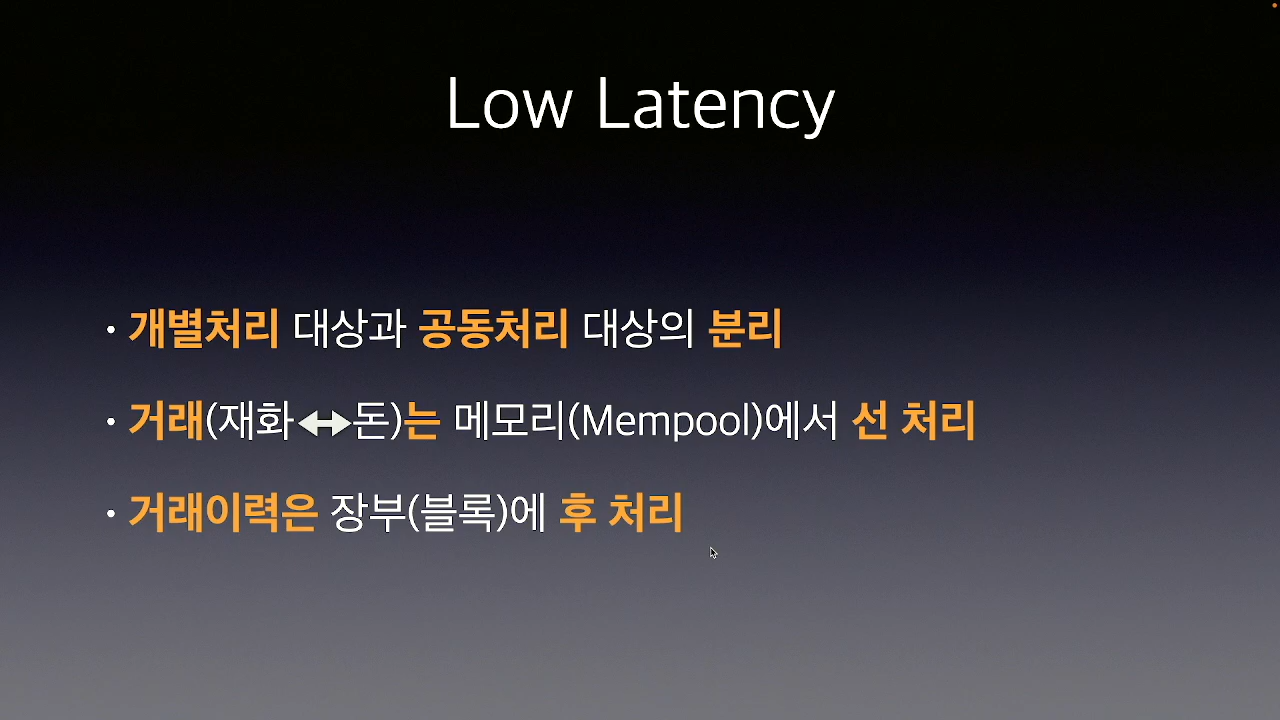 Low Latency
• 개별처리 대상과 공동처리 대상의 분리
• 거래(재화↔돈)는 메모리(Mempool)에서 선 처리
• 거래이력은 장부(블록)에 후 처리